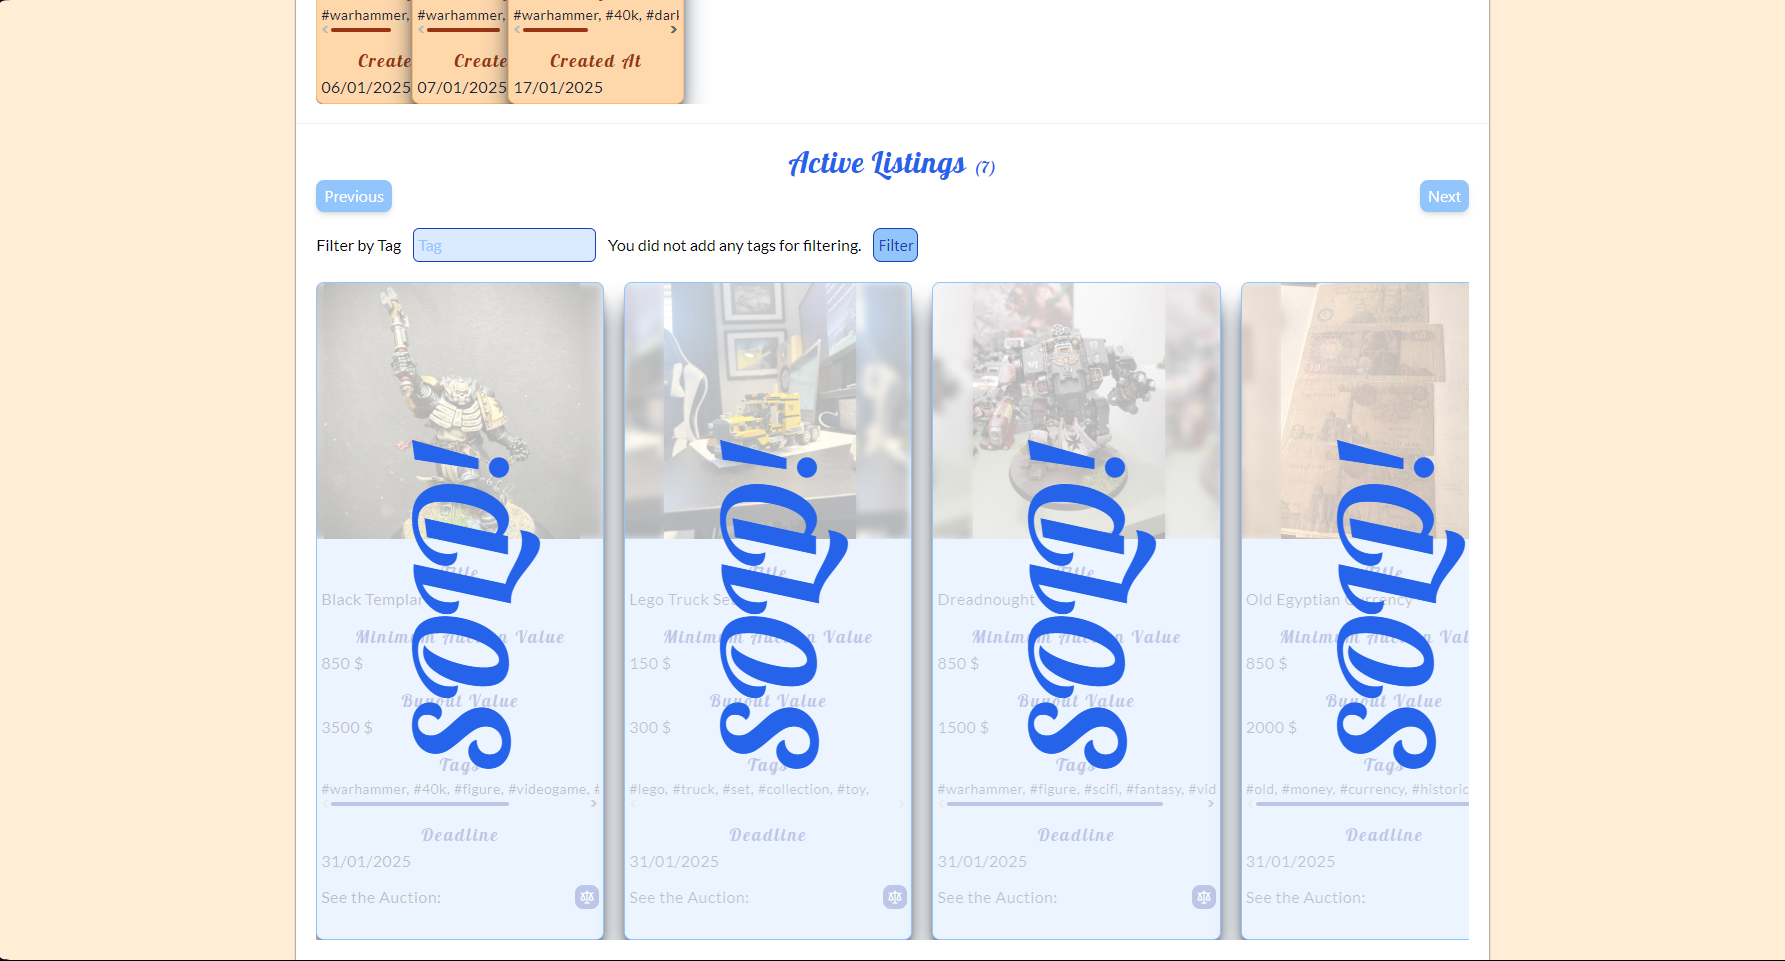 #warhammer,
#warhammer,
#warhammer, #40k, #dark
Create
Create
Created At
06/01/2025
07/01/2025
17/01/2025
Active Listings (7)
Previous
Next
Filter by Tag
Tag
You did not add any tags for filtering.
Filter
Sold!
Title
Black Templar
Minimum Auction Value
850 $
Buyout Value
3500 $
Tags
#warhammer, #40k, #figure, #videogame, #
Deadline
31/01/2025
See the Auction:
Sold!
Title
Lego Truck Set
Minimum Auction Value
150 $
Buyout Value
300 $
Tags
#lego, #truck, #set, #collection, #toy,
Deadline
31/01/2025
See the Auction:
Sold!
Title
Dreadnought
Minimum Auction Value
850 $
Buyout Value
1500 $
Tags
#warhammer, #figure, #scifi, #fantasy, #vid
Deadline
31/01/2025
See the Auction:
Sold!
Title
Old Egyptian Currency
Minimum Auction Val
850 $
Buyout Value
2000 $
Tags
#old, #money, #currency, #historic
Deadline
31/01/2025
See the Auction: